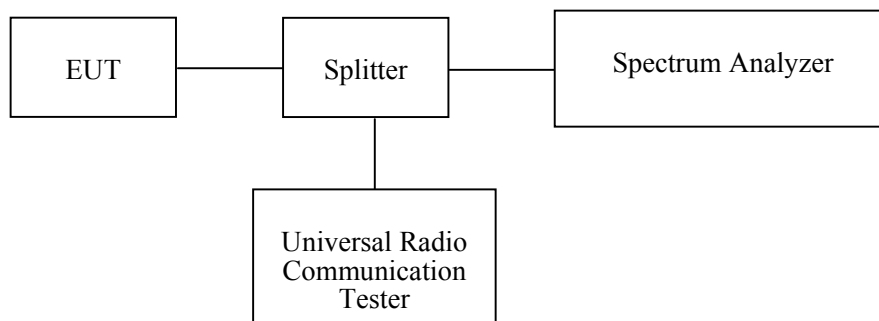 EUT
Splitter
Spectrum Analyzer
Universal Radio
Communication
Tester